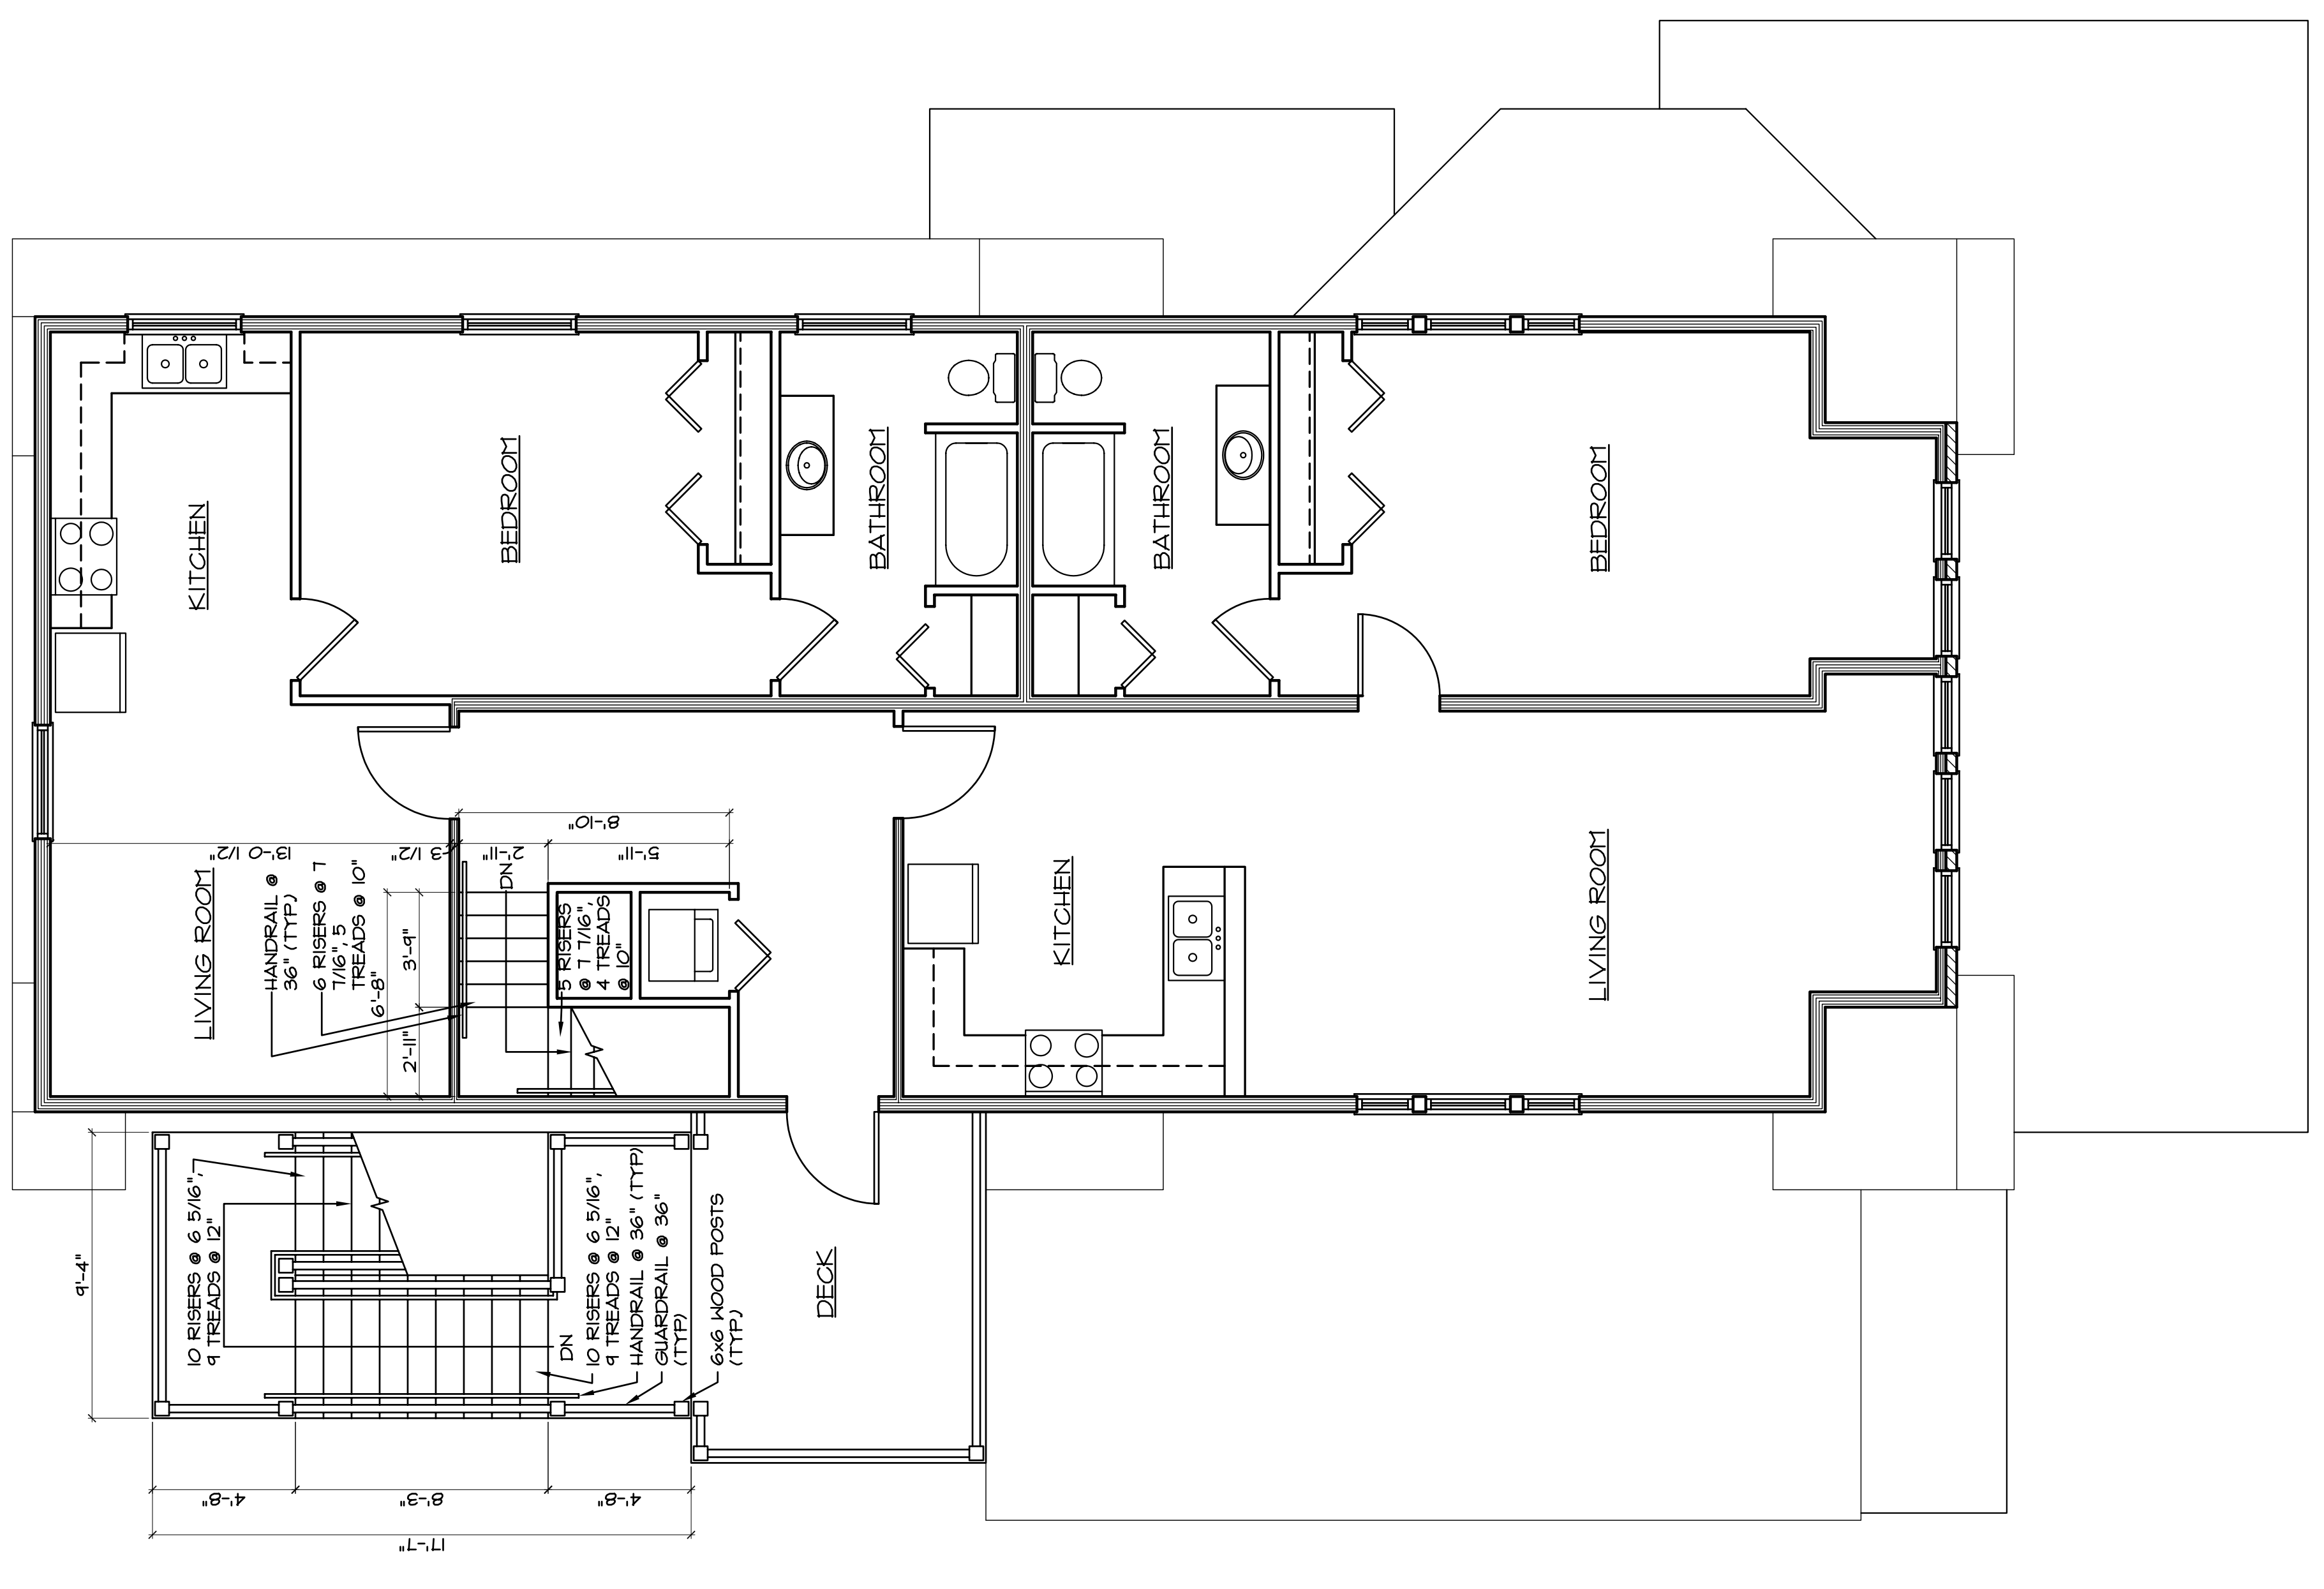 KITCHEN
BEDROOM
BATHROOM
BATHROOM
BEDROOM
LIVING ROOM
HANDRAIL @
36" (TYP)
6 RISERS @ 7
7/16", 5
TREADS @ 10"
13'-0 1/2"
3 1/2"
2'-11"
5'-11"
8'-10"
6'-8"
3'-9"
2'-11"
DN
5 RISERS
@ 7 7/16",
4 TREADS
@ 10"
KITCHEN
LIVING ROOM
10 RISERS @ 6 5/16",
9 TREADS @ 12"
DN
10 RISERS @ 6 5/16",
9 TREADS @ 12"
HANDRAIL @ 36" (TYP)
GUARDRAIL @ 36"
(TYP)
6x6 WOOD POSTS
(TYP.)
DECK
9'-4"
4'-8"
8'-3"
4'-8"
17'-7"